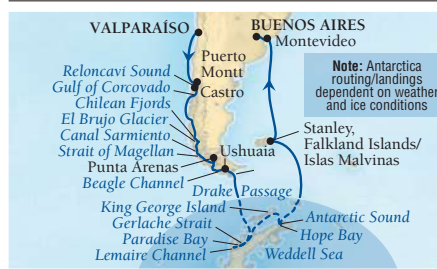 VALPARAÍSO
BUENOS AIRES
Montevideo
Puerto
Montt
Note: Antarctica
routing/landings
dependent on weather
and ice conditions
Reloncaví Sound
Gulf of Corcovado
Castro
Chilean Fjords
El Brujo Glacier
Canal Sarmiento
Strait of Magellan
Stanley,
Falkland Islands/
Islas Malvinas
Ushuaia
Punta Arenas
Beagle Channel
Drake Passage
King George Island
Antarctic Sound
Gerlache Strait
Hope Bay
Paradise Bay
Weddell Sea
Lemaire Channel